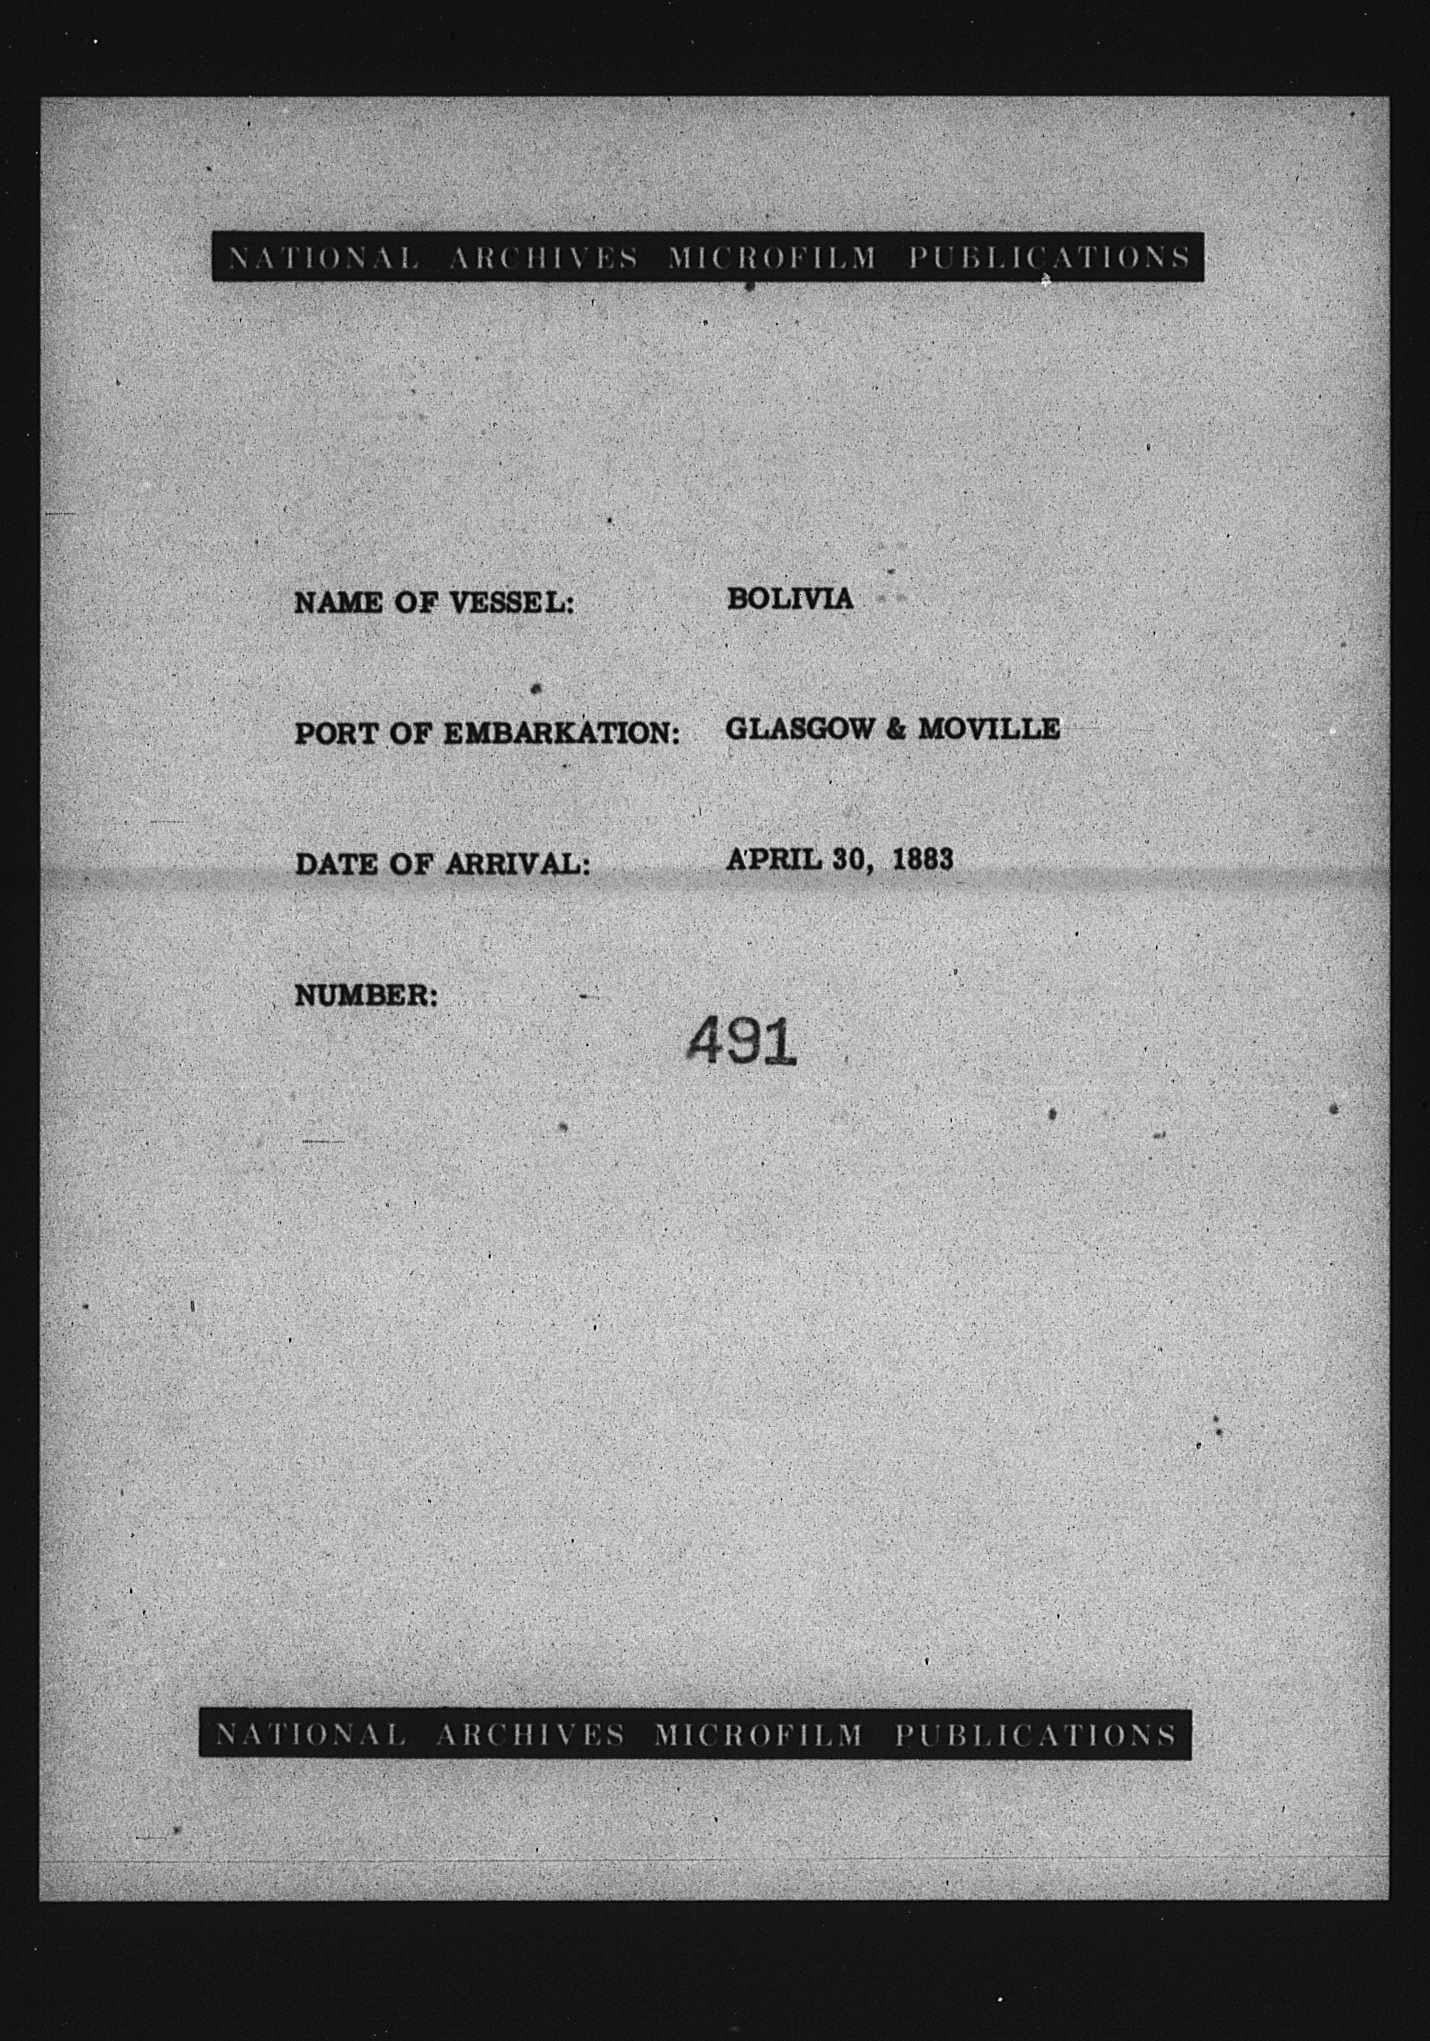 NATIONAL ARCHIVES MICROFILM PUBLICATIONS
NAME OF VESSEL: BOLIVIA
PORT OF EMBARKATION: GLASGOW & MOVILLE
DATE OF ARRIVAL: APRIL 30, 1883
NUMBER:
491
NATIONAL ARCHIVES MICROFILM PUBLICATIONS